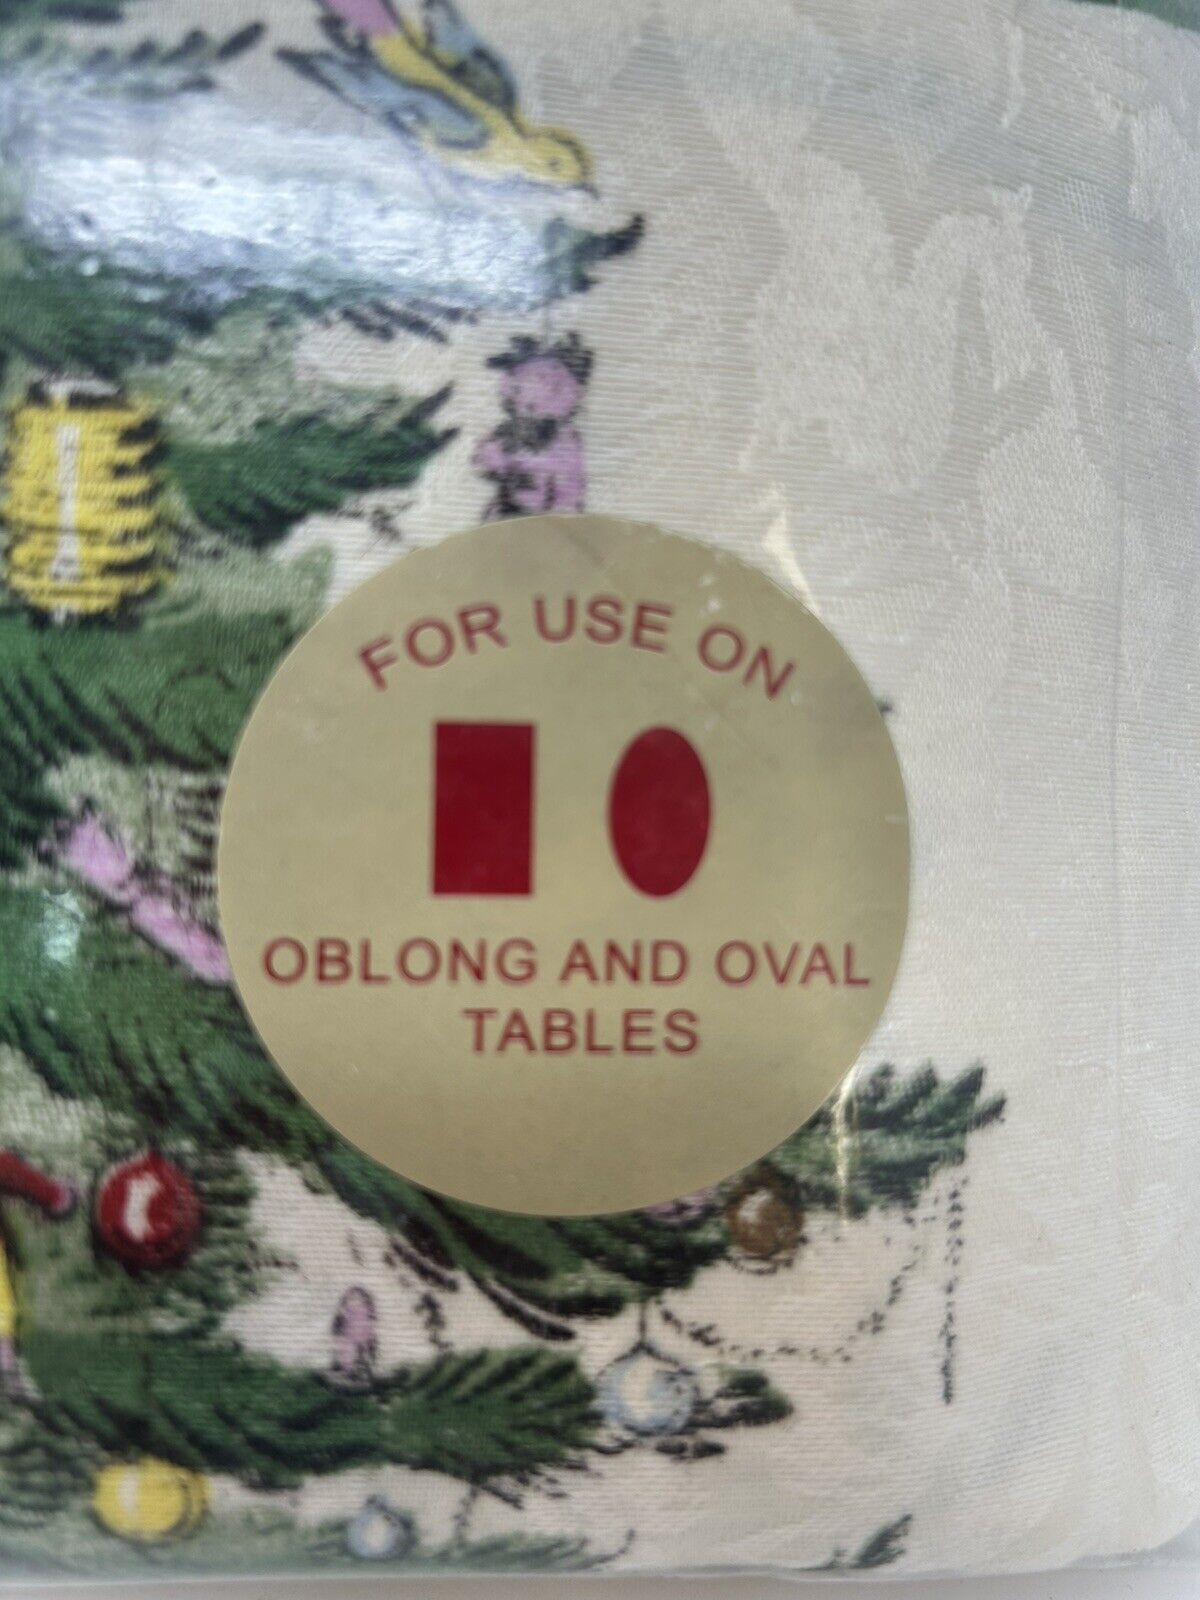 FOR USE ON
OBLONG AND OVAL
TABLES